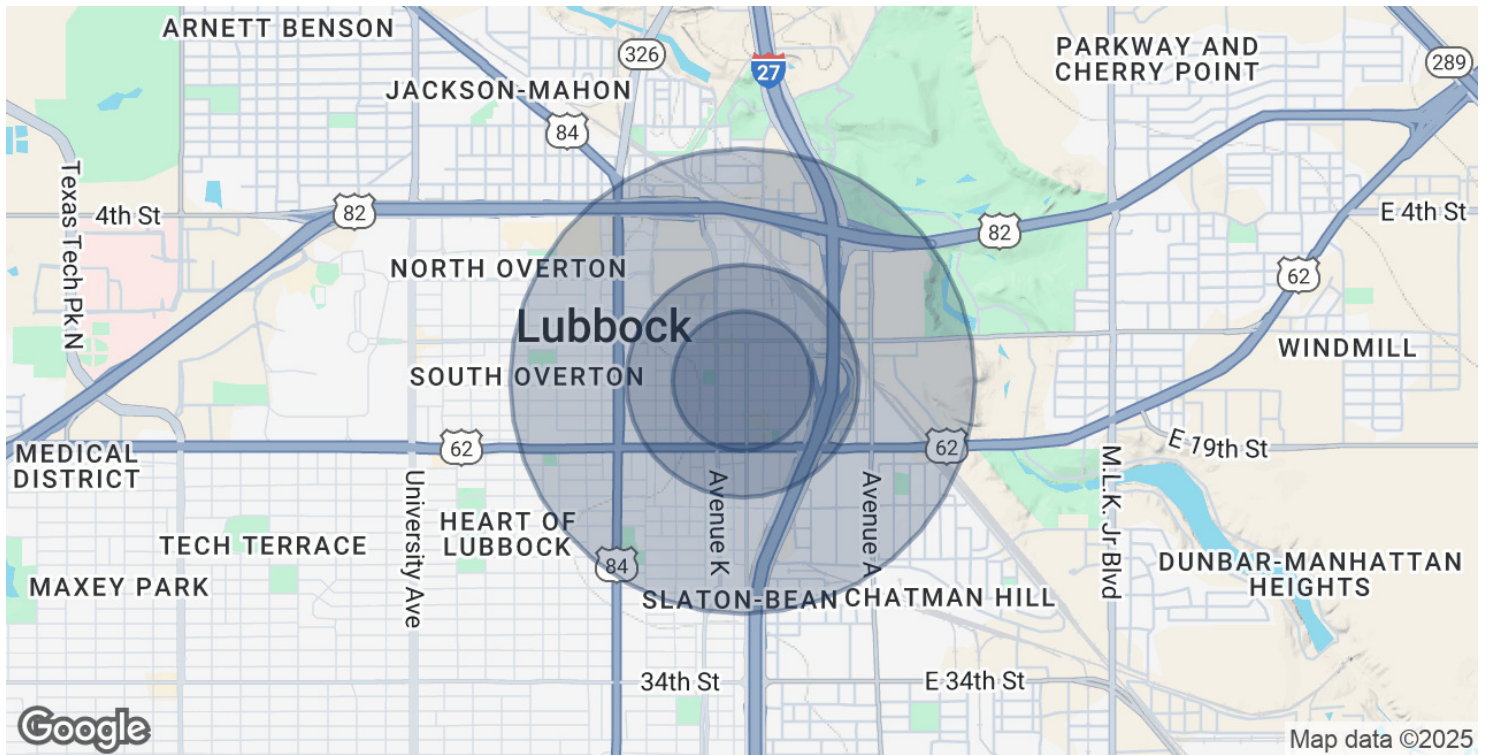 ARNETT BENSON
326
27
PARKWAY AND
CHERRY POINT
289
JACKSON-MAHON
84
Texas Tech Pk N
4th St
82
82
E 4th St
NORTH OVERTON
62
Lubbock
WINDMILL
SOUTH OVERTON
MEDICAL
DISTRICT
62
62
E 19th St
University Ave
Avenue K
Avenue A
M.L.K. Jr Blvd
HEART OF
LUBBOCK
TECH TERRACE
84
DUNBAR-MANHATTAN
HEIGHTS
MAXEY PARK
SLATON-BEAN
CHATMAN HILL
34th St
E 34th St
Google
Map data ©2025